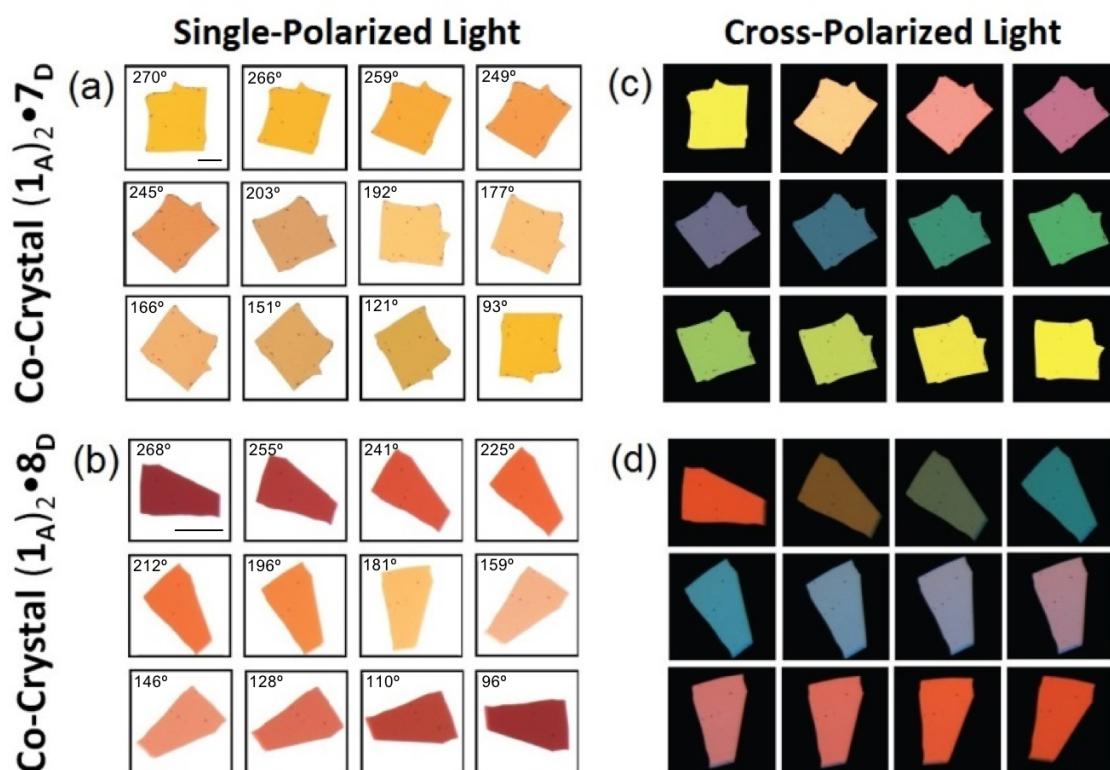 Single-Polarized Light
Cross-Polarized Light
Co-Crystal (1A)2•7D
(a)
270º 266º 259º 249º
245º 203º 192º 177º
166º 151º 121º 93º
(c)
Co-Crystal (1A)2•8D
(b)
268º 255º 241º 225º
212º 196º 181º 159º
146º 128º 110º 96º
(d)